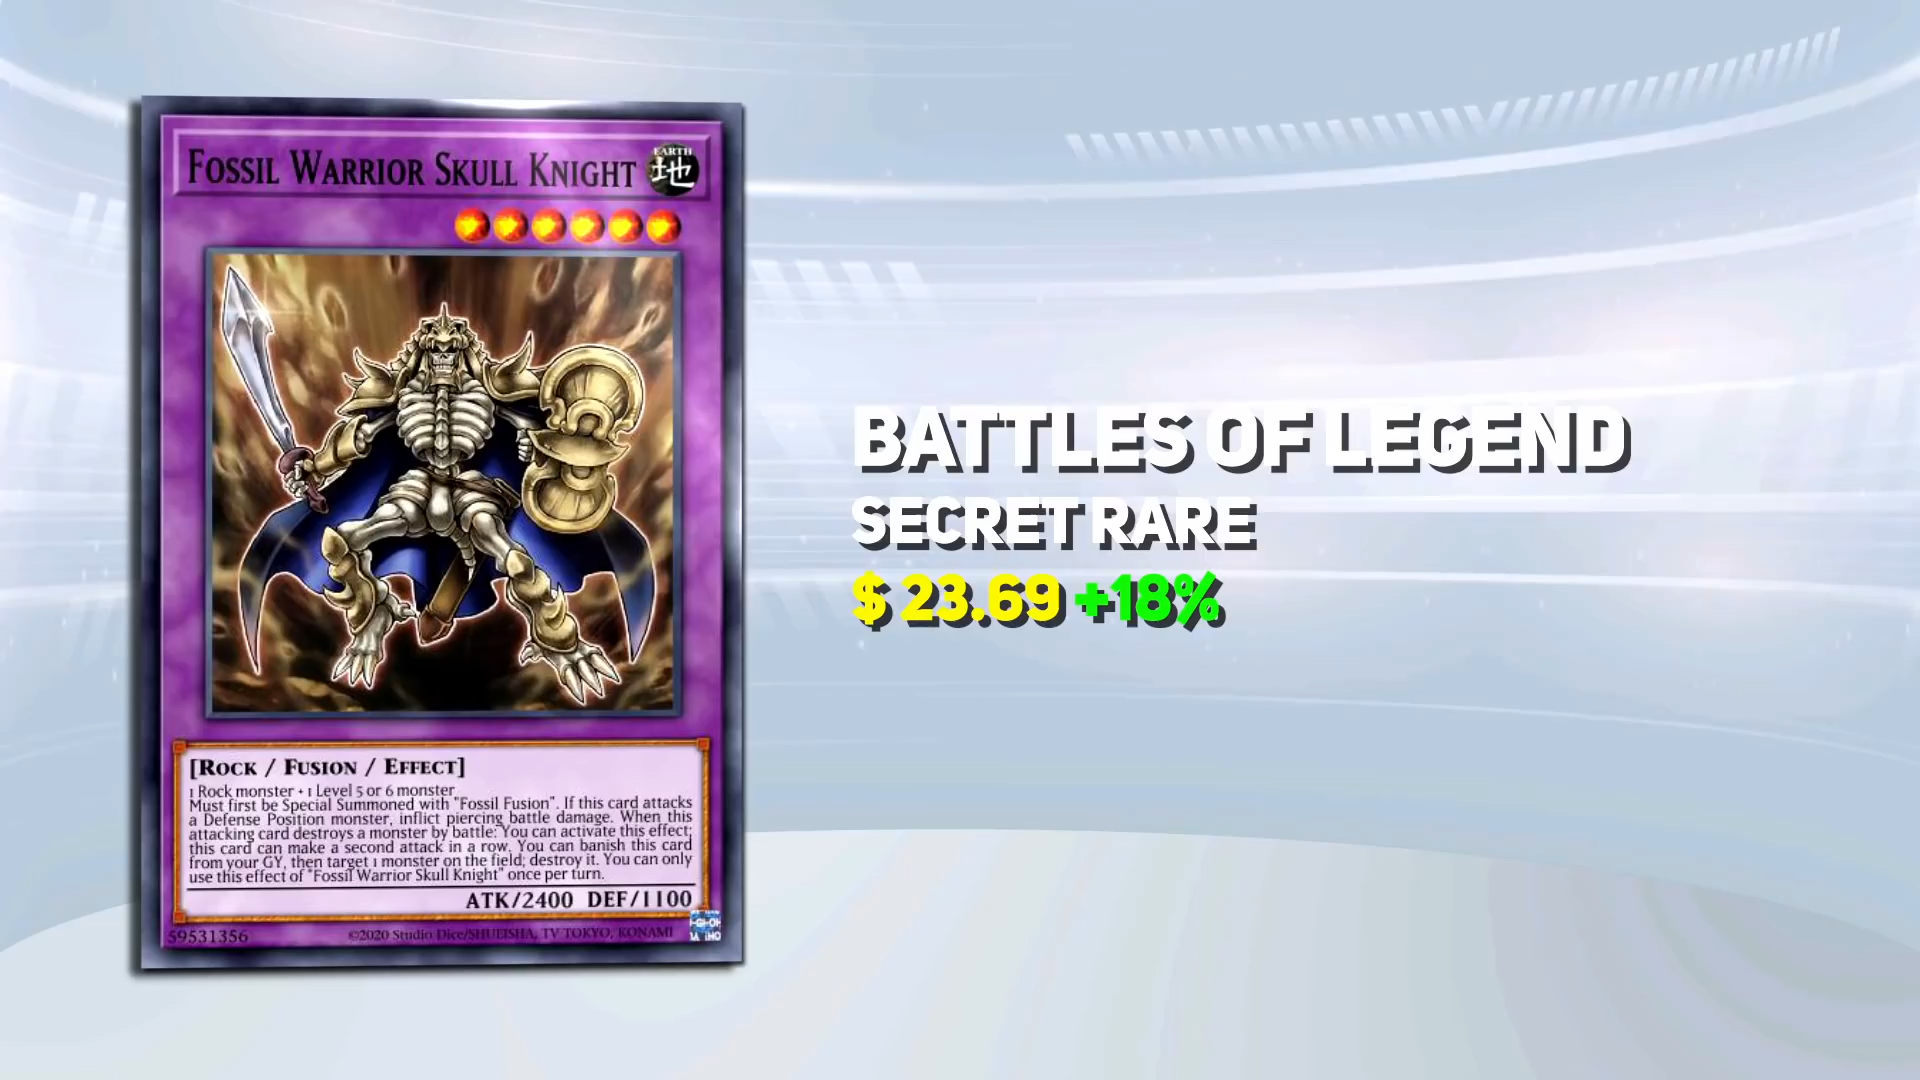 FOSSIL WARRIOR SKULL KNIGHT
EARTH
地
[ROCK / FUSION / EFFECT]
1 Rock monster + 1 Level 5 or 6 monster
Must first be Special Summoned with "Fossil Fusion". If this card attacks
a Defense Position monster, inflict piercing battle damage. When this
attacking card destroys a monster by battle: You can activate this effect;
this card can make a second attack in a row. You can banish this card
from your GY, then target 1 monster on the field; destroy it. You can only
use this effect of "Fossil Warrior Skull Knight" once per turn.
ATK/2400 DEF/1100
59531356
©2020 Studio Dice/SHUEISHA, TV TOKYO, KONAMI
BATTLES OF LEGEND
SECRET RARE
$ 23.69 +18%